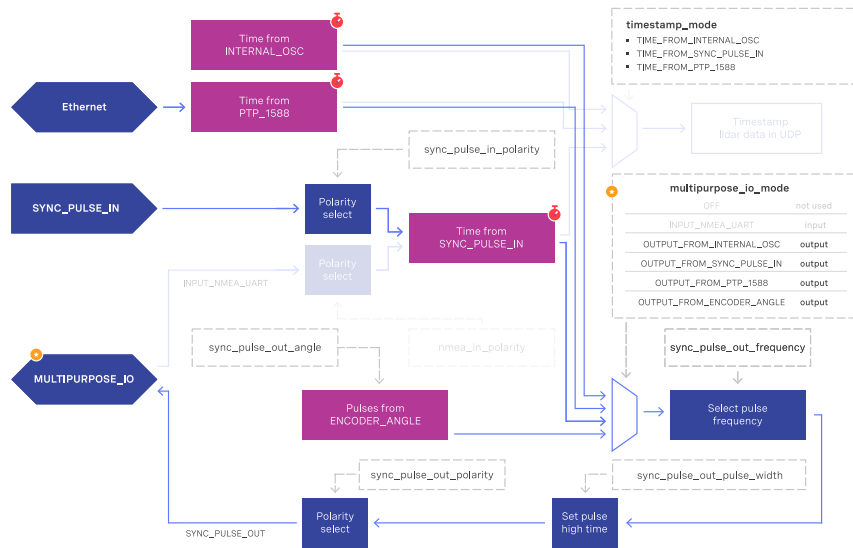 Time from
INTERNAL_OSC
timestamp_mode
TIME_FROM_INTERNAL_OSC
TIME_FROM_SYNC_PULSE_IN
TIME_FROM_PTP_1588
Ethernet
Time from
PTP_1588
Timestamp
lidar data in UDP
sync_pulse_in_polarity
SYNC_PULSE_IN
Polarity
select
multipurpose_io_mode
OFF not used
INPUT_NMEA_UART input
OUTPUT_FROM_INTERNAL_OSC output
OUTPUT_FROM_SYNC_PULSE_IN output
OUTPUT_FROM_PTP_1588 output
OUTPUT_FROM_ENCODER_ANGLE output
Time from
SYNC_PULSE_IN
Polarity
select
INPUT_NMEA_UART
sync_pulse_out_angle
nmea_in_polarity
sync_pulse_out_frequency
MULTIPURPOSE_IO
Pulses from
ENCODER_ANGLE
Select pulse
frequency
sync_pulse_out_polarity
sync_pulse_out_pulse_width
SYNC_PULSE_OUT
Polarity
select
Set pulse
high time